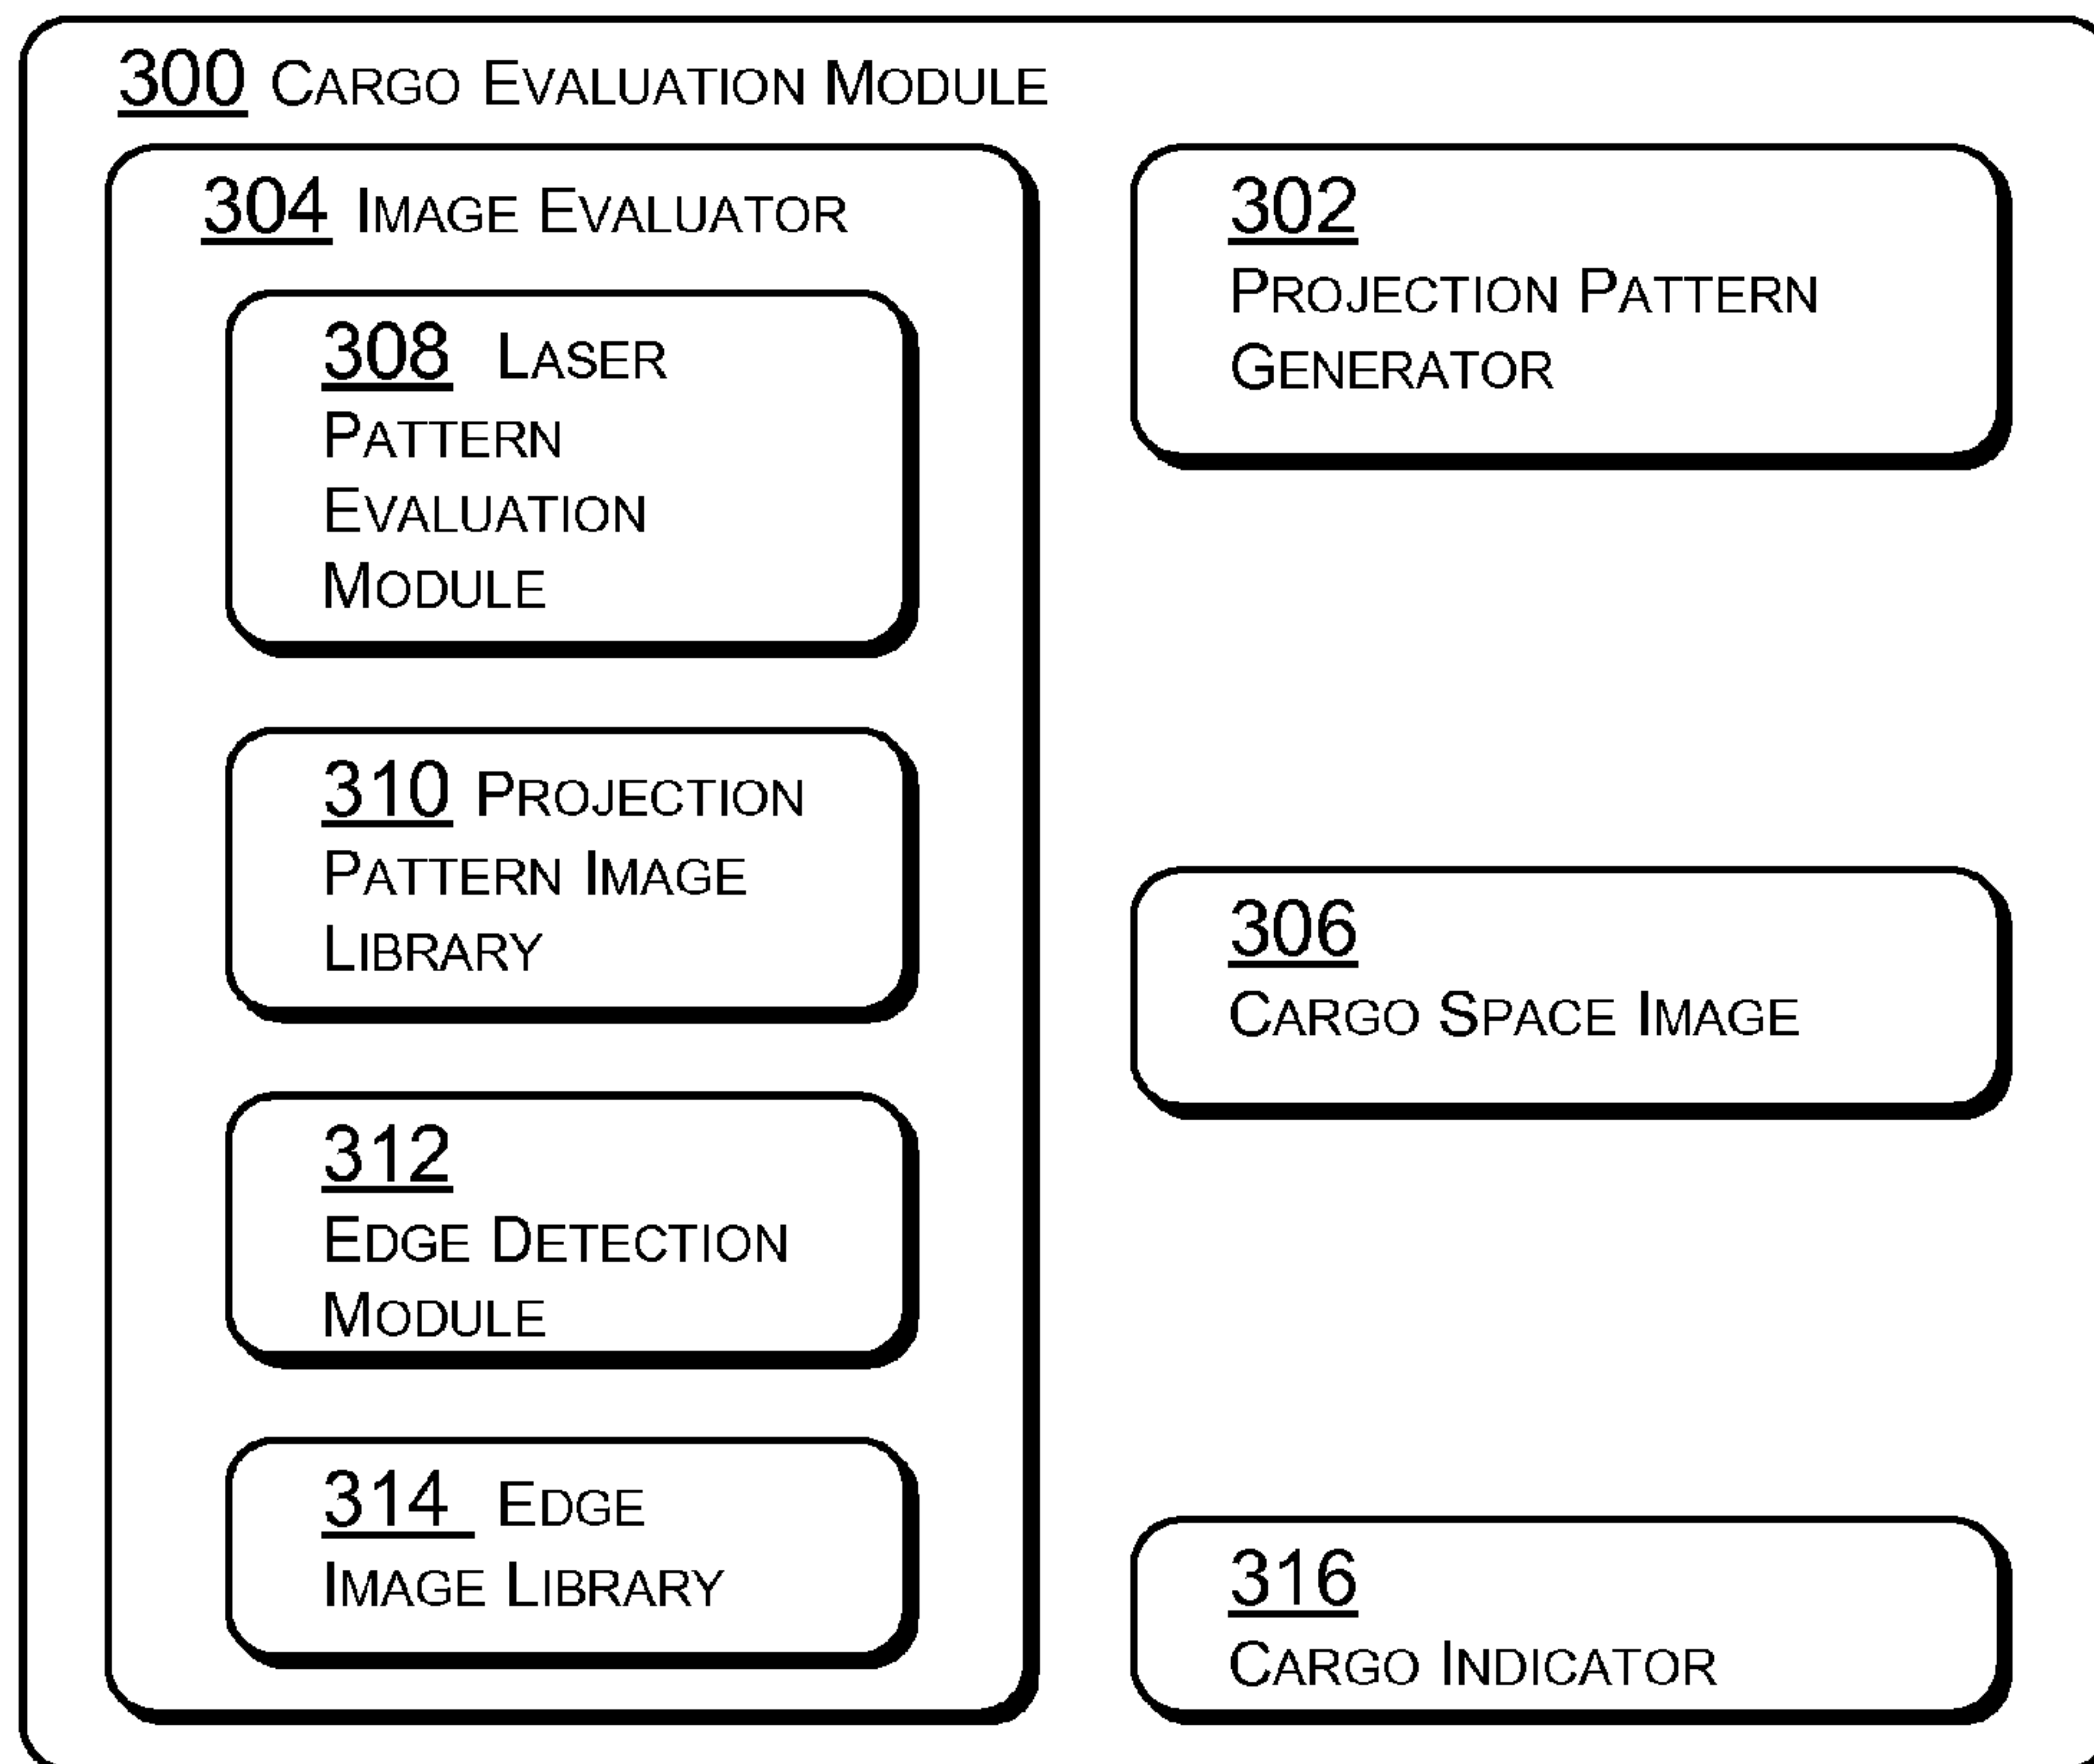 300 CARGO EVALUATION MODULE
304 IMAGE EVALUATOR
308 LASER
PATTERN
EVALUATION
MODULE
310 PROJECTION
PATTERN IMAGE
LIBRARY
312
EDGE DETECTION
MODULE
314 EDGE
IMAGE LIBRARY
302
PROJECTION PATTERN
GENERATOR
306
CARGO SPACE IMAGE
316
CARGO INDICATOR